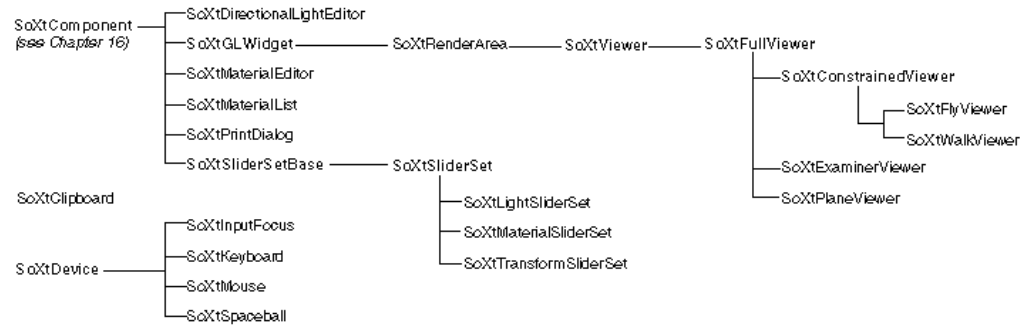 SoXtComponent
(see Chapter 16)
SoXtDirectionalLightEditor
SoXtGLWidget
SoXtRenderArea
SoXtViewer
SoXtFullViewer
SoXtMaterialEditor
SoXtConstrainedViewer
SoXtMaterialList
SoXtFlyViewer
SoXtPrintDialog
SoXtWalkViewer
SoXtSliderSetBase
SoXtSliderSet
SoXtExaminerViewer
SoXtClipboard
SoXtLightSliderSet
SoXtPlaneViewer
SoXtInputFocus
SoXtMaterialSliderSet
SoXtKeyboard
SoXtTransformSliderSet
SoXtDevice
SoXtMouse
SoXtSpaceball